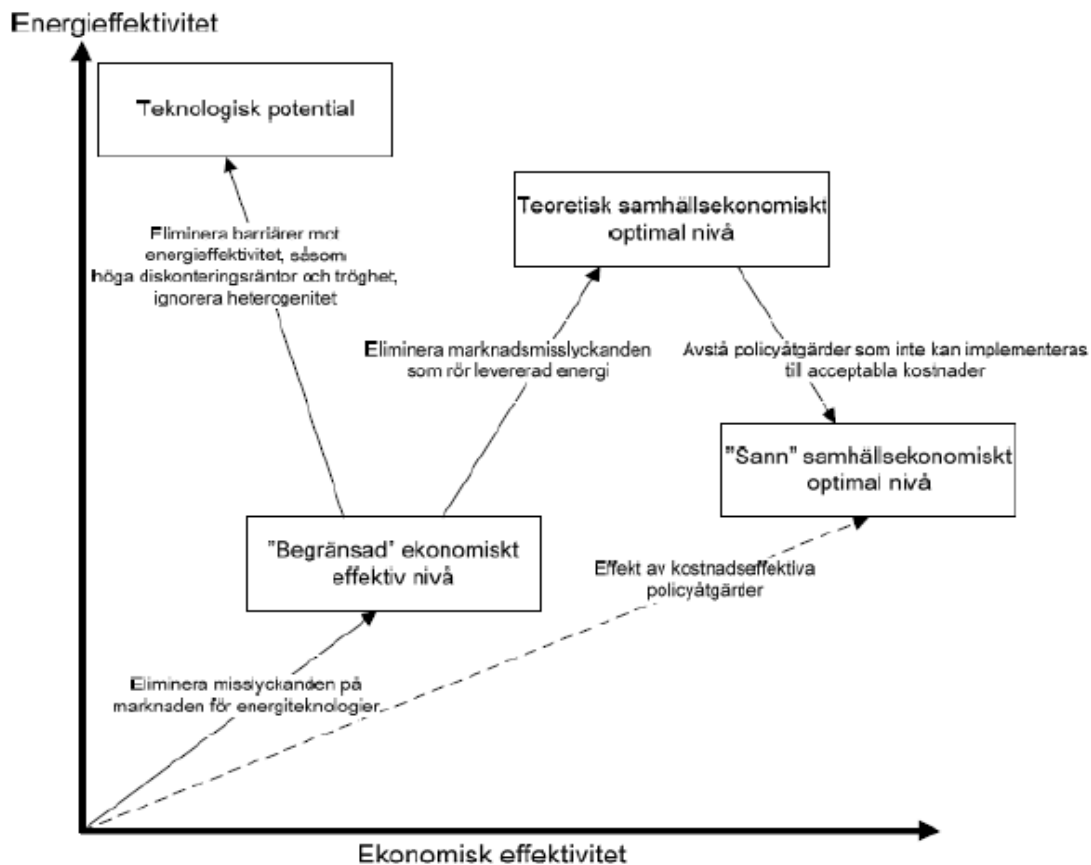 Energieffektivitet
Teknologisk potential
Teoretisk samhällsekonomiskt
optimal nivå
Eliminera barriärer mot
energieffektivitet, såsom
höga diskonteringsräntor och tröghet,
ignorera heterogenitet
Eliminera marknadsmisslyckanden
som rör levererad energi
Avstå policyåtgärder som inte kan implementeras
till acceptabla kostnader
"Sann" samhällsekonomiskt
optimal nivå
"Begränsad" ekonomiskt
effektiv nivå
Effekt av kostnadseffektiva
policyåtgärder
Eliminera misslyckanden på
marknaden för energiteknologier
Ekonomisk effektivitet